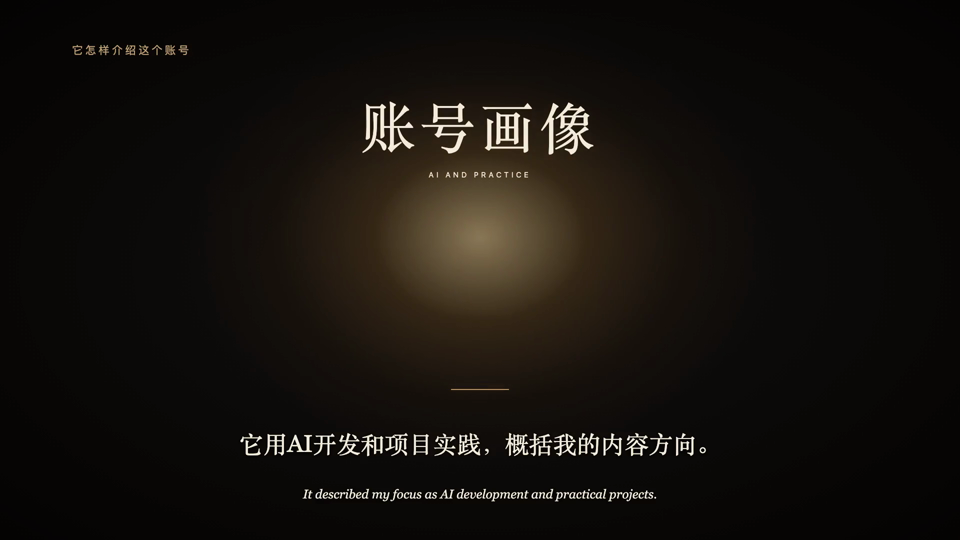 它怎样介绍这个账号
账号画像
AI AND PRACTICE
它用AI开发和项目实践，概括我的内容方向。
It described my focus as AI development and practical projects.